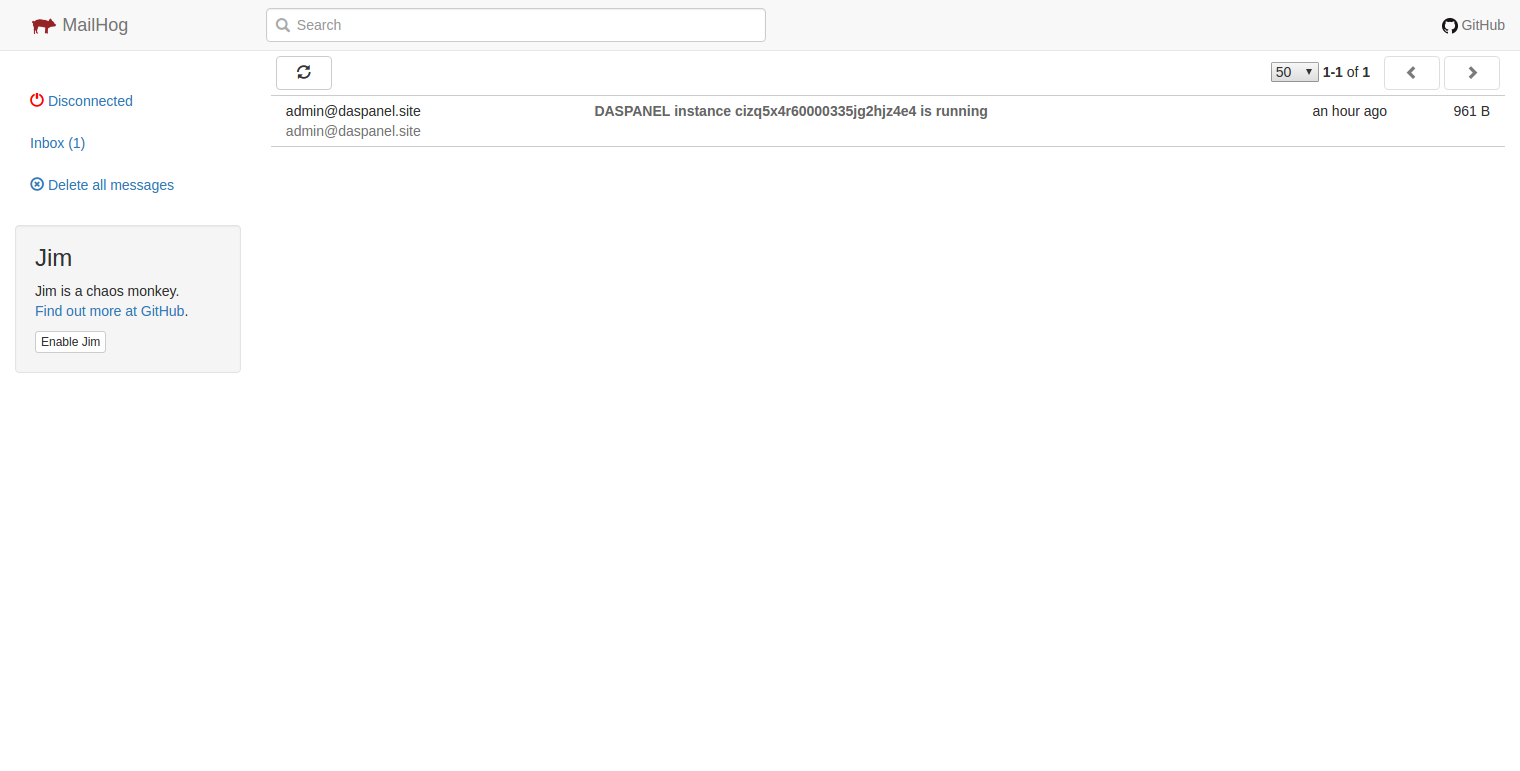 MailHog
Search
GitHub
Disconnected
Inbox (1)
Delete all messages
Jim
Jim is a chaos monkey.
Find out more at GitHub.
Enable Jim
50 1-1 of 1
admin@daspanel.site DASPANEL instance cizq5x4r60000335jg2hjz4e4 is running an hour ago 961 B
admin@daspanel.site